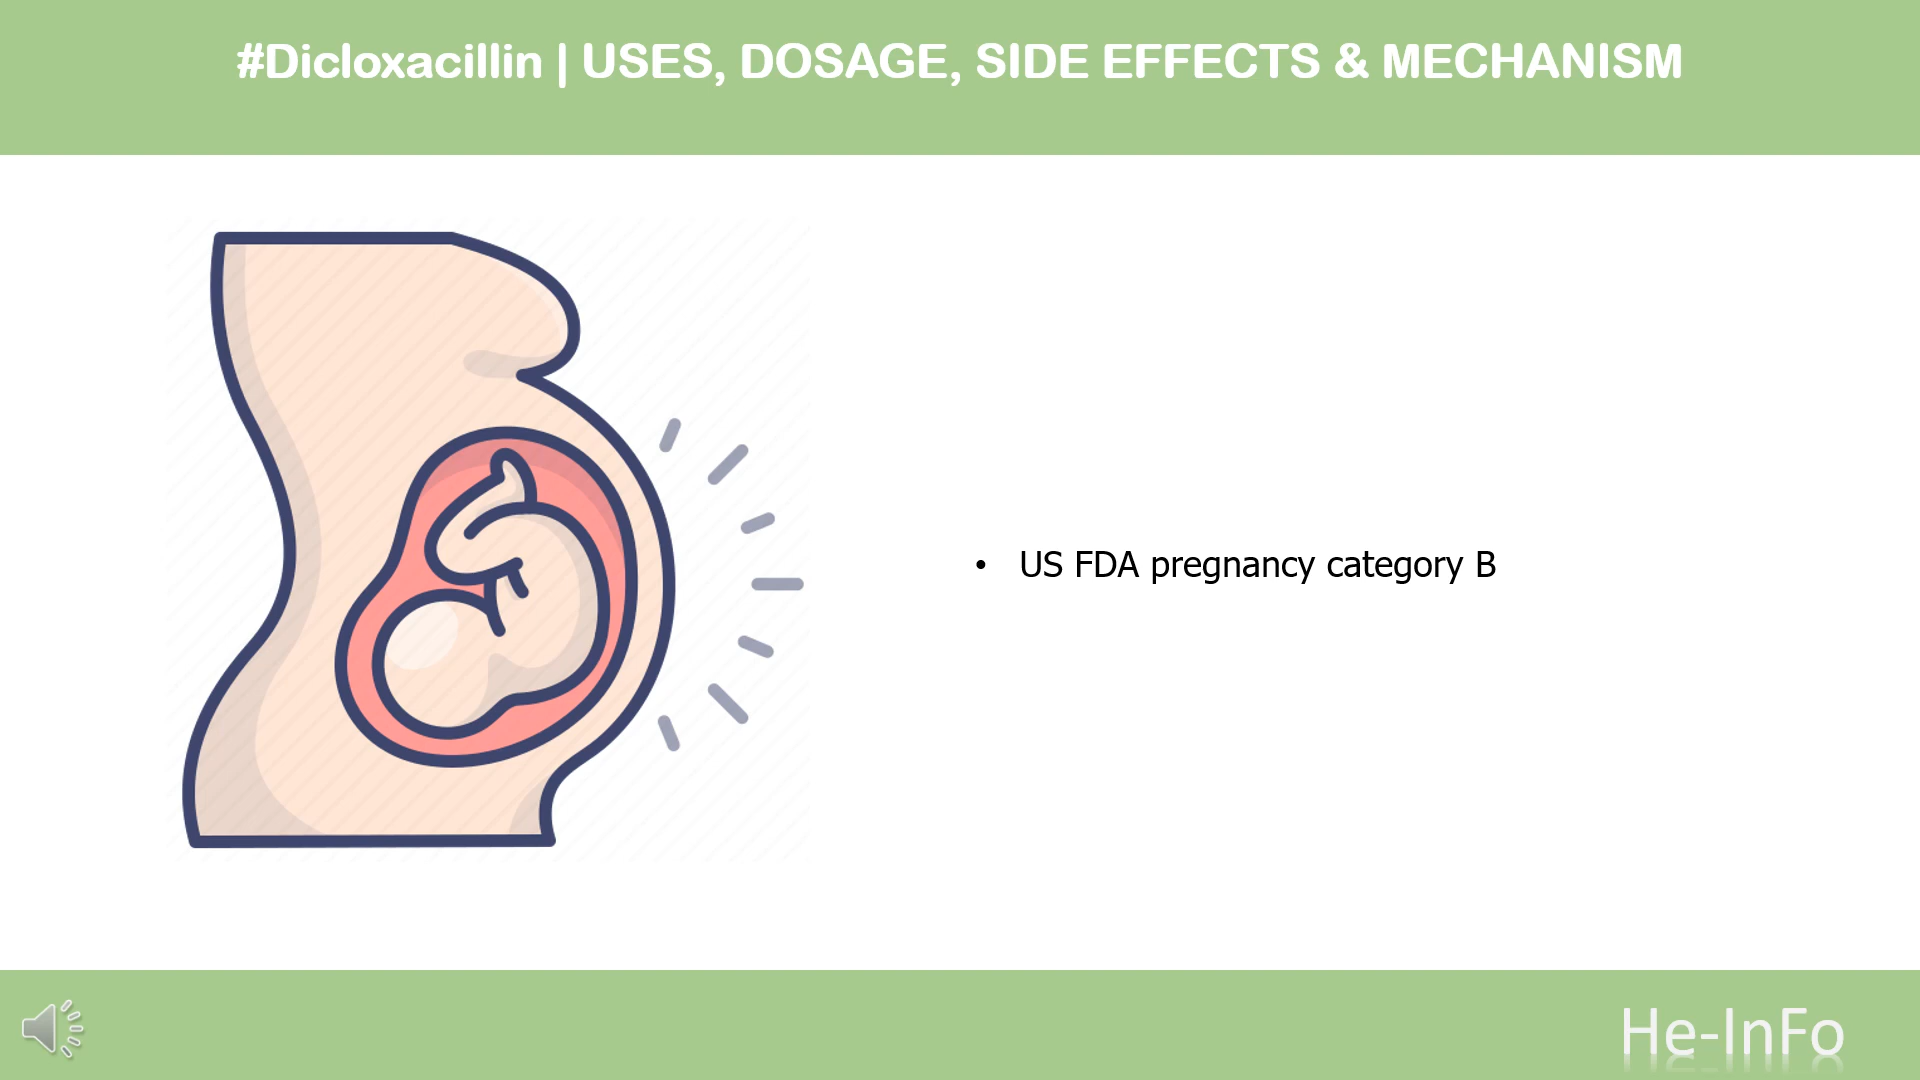 #Dicloxacillin | USES, DOSAGE, SIDE EFFECTS & MECHANISM
• US FDA pregnancy category B
He-InFo